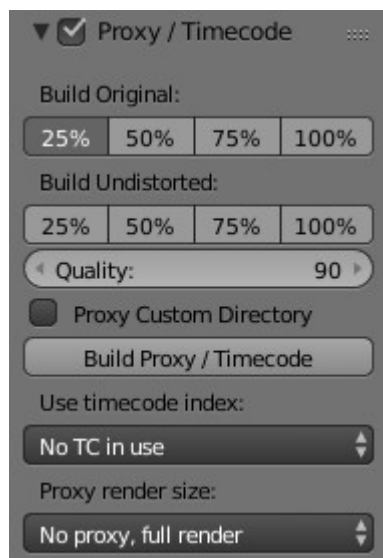 Proxy / Timecode
Build Original:
25% 50% 75% 100%
Build Undistorted:
25% 50% 75% 100%
Quality: 90
Proxy Custom Directory
Build Proxy / Timecode
Use timecode index:
No TC in use
Proxy render size:
No proxy, full render